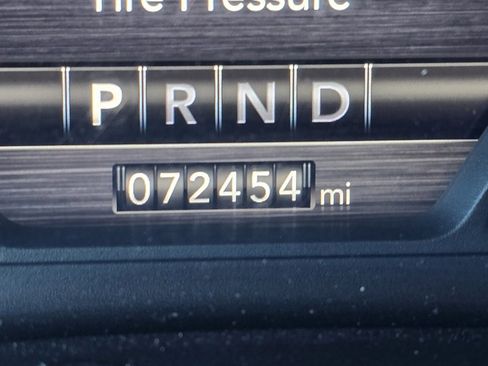 Tire Pressure
P R N D
072454 mi